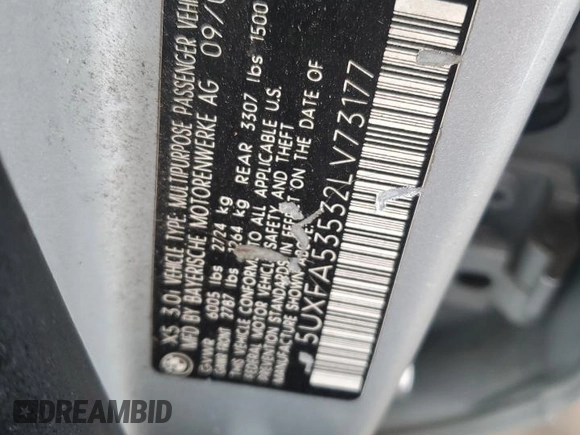 X5 3.0i VEHICLE TYPE: MULTIPURPOSE PASSENGER VEHI
MFD BY BAYERISCHE MOTORENWERKE AG 09/0
GVWR 6005 lbs 2724 kg
GAWR FRONT 2787 lbs 1264 kg REAR 3307 lbs 1500
THIS VEHICLE CONFORMS TO ALL APPLICABLE U.S.
FEDERAL MOTOR VEHICLE SAFETY AND THEFT
PREVENTION STANDARDS IN EFFECT ON THE DATE OF
MANUFACTURE
5UXFA53532LV73177
DREAMBID